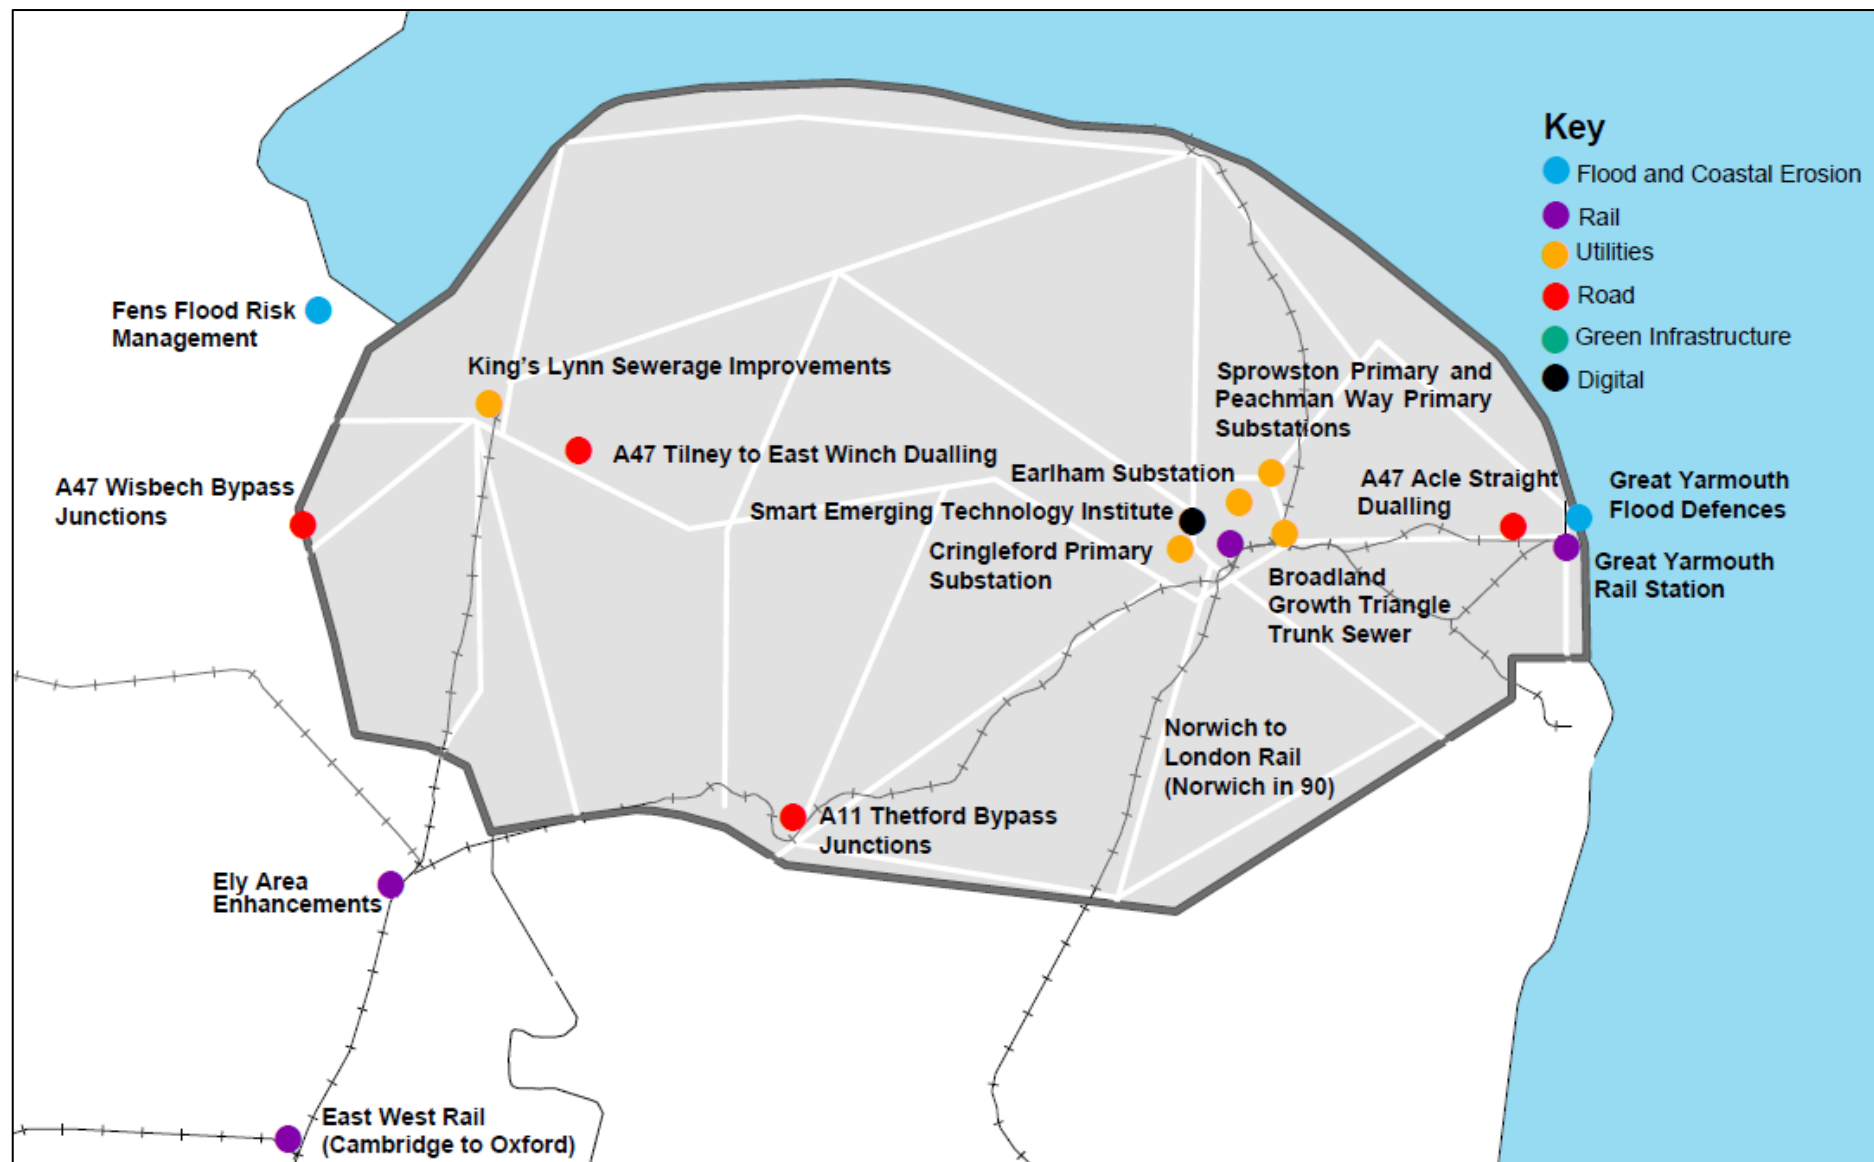 Key
Flood and Coastal Erosion
Rail
Utilities
Road
Green Infrastructure
Digital
Fens Flood Risk
Management
King's Lynn Sewerage Improvements
Sprowston Primary and
Peachman Way Primary
Substations
A47 Tilney to East Winch Dualling
Earlham Substation
A47 Acle Straight
Dualling
Great Yarmouth
Flood Defences
A47 Wisbech Bypass
Junctions
Smart Emerging Technology Institute
Cringleford Primary
Substation
Great Yarmouth
Rail Station
Broadland
Growth Triangle
Trunk Sewer
Norwich to
London Rail
(Norwich in 90)
A11 Thetford Bypass
Junctions
Ely Area
Enhancements
East West Rail
(Cambridge to Oxford)